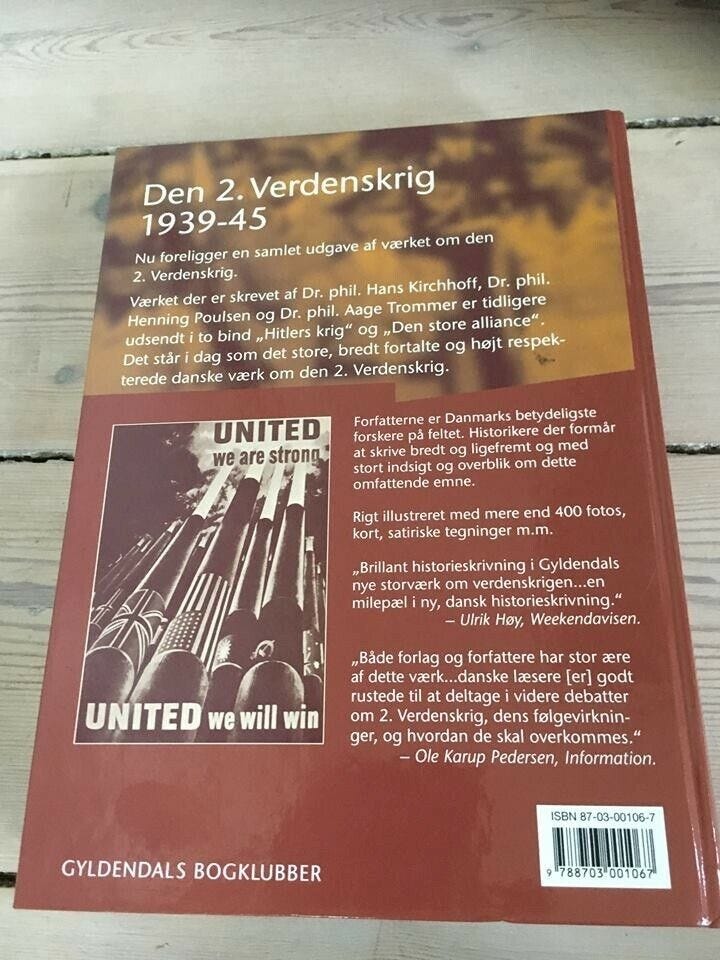 Den 2. Verdenskrig
1939-45
Nu foreligger en samlet udgave af værket om den
2. Verdenskrig.
Værket der er skrevet af Dr. phil. Hans Kirchhoff, Dr. phil.
Henning Poulsen og Dr. phil. Aage Trommer er tidligere
udsendt i to bind „Hitlers krig“ og „Den store alliance“.
Det står i dag som det store, bredt fortalte og højt respek-
terede danske værk om den 2. Verdenskrig.
UNITED
we are strong
UNITED we will win
Forfatterne er Danmarks betydeligste
forskere på feltet. Historikere der formår
at skrive bredt og ligefremt og med
stort indsigt og overblik om dette
omfattende emne.
Rigt illustreret med mere end 400 fotos,
kort, satiriske tegninger m.m.
„Brillant historieskrivning i Gyldendals
nye storværk om verdenskrigen...en
milepæl i ny, dansk historieskrivning.“
– Ulrik Høy, Weekendavisen.
„Både forlag og forfattere har stor ære
af dette værk...danske læsere [er] godt
rustede til at deltage i videre debatter
om 2. Verdenskrig, dens følgevirknin-
ger, og hvordan de skal overkommes.“
– Ole Karup Pedersen, Information.
GYLDENDALS BOGKLUBBER
ISBN 87-03-00106-7
9 788703 001067